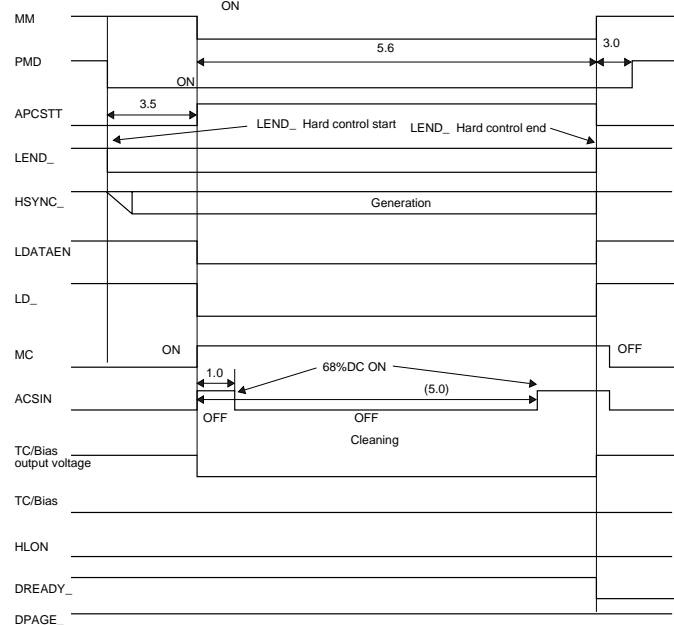 ON
MM
5.6
3.0
PMD
ON
3.5
APCSTT
LEND_ Hard control start
LEND_ Hard control end
LEND_
HSYNC_
Generation
LDATAEN
LD_
ON
OFF
MC
68%DC ON
1.0
(5.0)
ACSIN
OFF
OFF
Cleaning
TC/Bias
output voltage
TC/Bias
HLON
DREADY_
DPAGE_